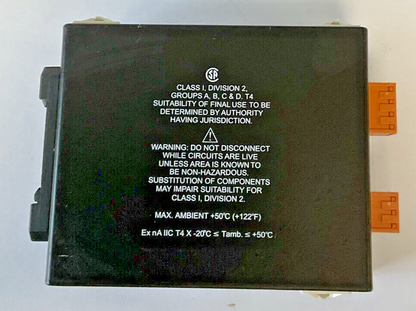 CLASS I, DIVISION 2,
GROUPS A, B, C & D, T4
SUITABILITY OF FINAL USE TO BE
DETERMINED BY AUTHORITY
HAVING JURISDICTION.
WARNING: DO NOT DISCONNECT
WHILE CIRCUITS ARE LIVE
UNLESS AREA IS KNOWN TO
BE NON-HAZARDOUS.
SUBSTITUTION OF COMPONENTS
MAY IMPAIR SUITABILITY FOR
CLASS I, DIVISION 2.
MAX. AMBIENT +50°C (+122°F)
Ex nA IIC T4 X -20°C ≤ Tamb. ≤ +50°C